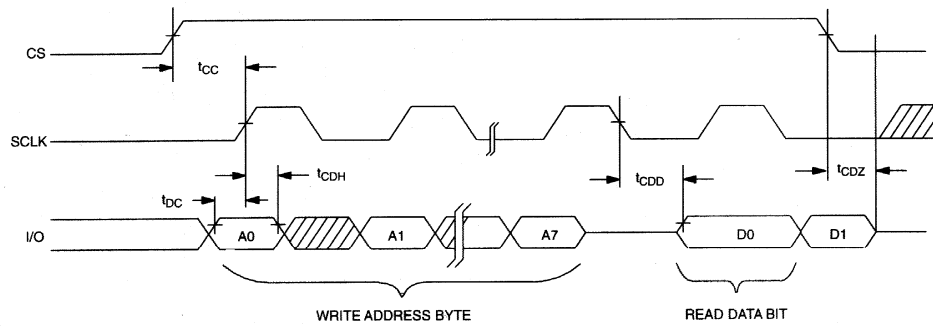 CS
tCC
SCLK
tCDH
tCDD
tCDZ
tDC
I/O
A0
A1
A7
D0
D1
WRITE ADDRESS BYTE
READ DATA BIT